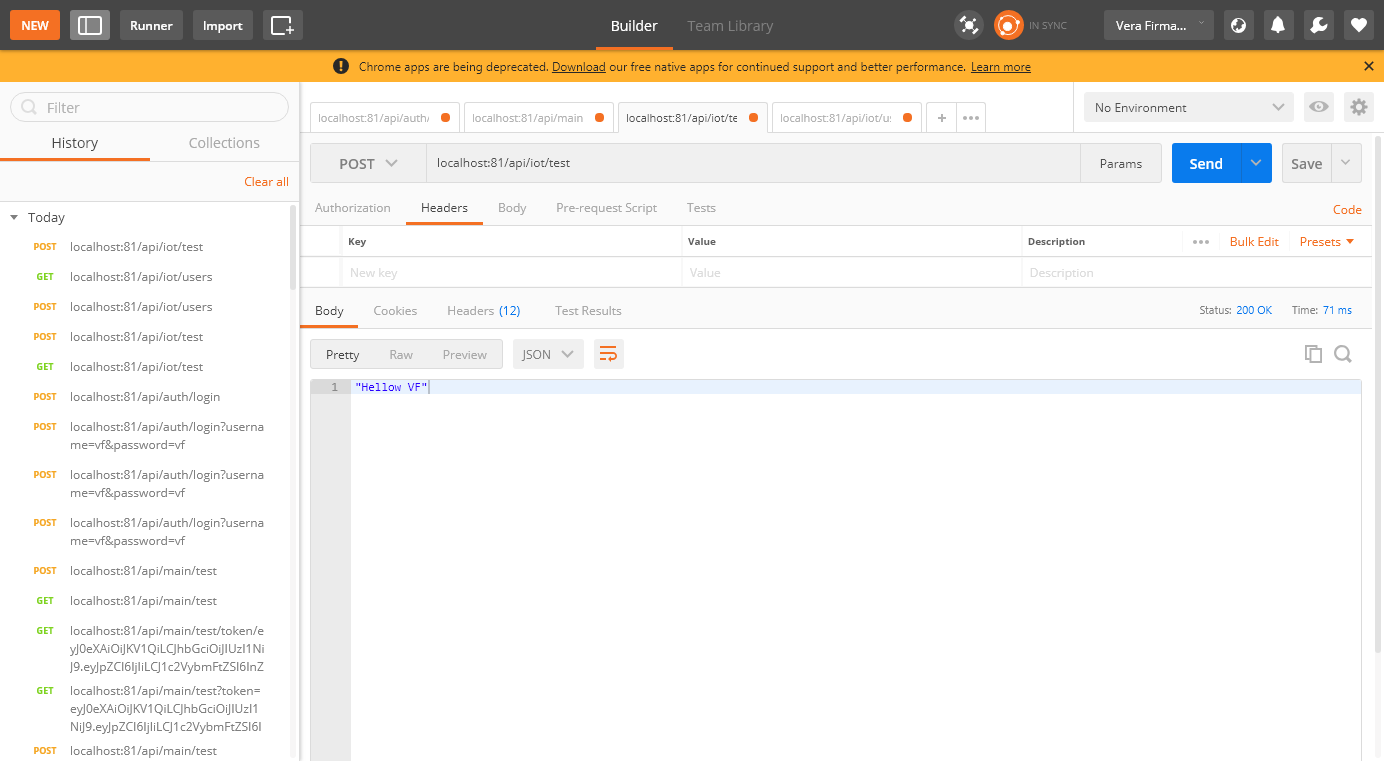 NEW Runner Import Builder Team Library IN SYNC Vera Firma...
Chrome apps are being deprecated. Download our free native apps for continued support and better performance. Learn more
Filter
History Collections
Clear all
Today
POST localhost:81/api/iot/test
GET localhost:81/api/iot/users
POST localhost:81/api/iot/users
POST localhost:81/api/iot/test
GET localhost:81/api/iot/test
POST localhost:81/api/auth/login
POST localhost:81/api/auth/login?userna
me=vf&password=vf
POST localhost:81/api/auth/login?userna
me=vf&password=vf
POST localhost:81/api/auth/login?userna
me=vf&password=vf
POST localhost:81/api/main/test
GET localhost:81/api/main/test
GET localhost:81/api/main/test/token/e
yJ0eXAiOiJKV1QiLCJhbGciOiJIUzI1Ni
J9.eyJpZCI6IjIiLCJ1c2VybmFtZSI6InZ
GET localhost:81/api/main/test?token=
eyJ0eXAiOiJKV1QiLCJhbGciOiJIUzI1
NiJ9.eyJpZCI6IjIiLCJ1c2VybmFtZSI6I
POST localhost:81/api/main/test
localhost:81/api/auth/ localhost:81/api/main localhost:81/api/iot/te localhost:81/api/iot/us + •••
No Environment
POST localhost:81/api/iot/test Params Send Save
Authorization Headers Body Pre-request Script Tests Code
Key Value Description ••• Bulk Edit Presets
New key Value Description
Body Cookies Headers (12) Test Results Status: 200 OK Time: 71 ms
Pretty Raw Preview JSON
1 "Hellow VF"